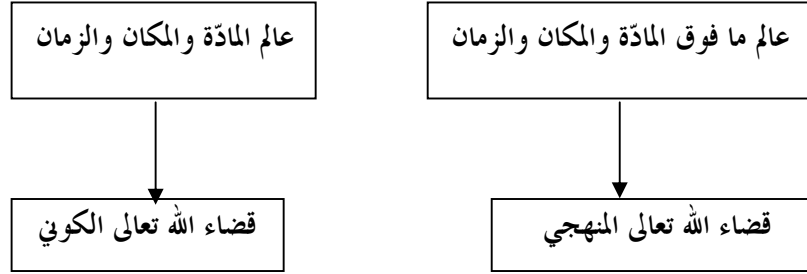 عالم ما فوق المادّة والمكان والزمان
عالم المادّة والمكان والزمان
قضاء الله تعالى المنهجي
قضاء الله تعالى الكوني